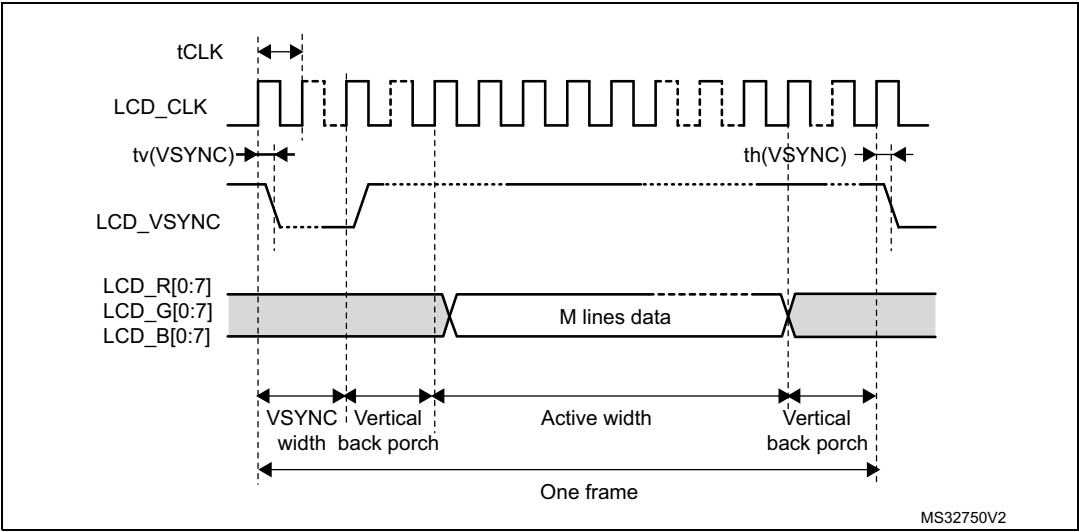 tCLK
LCD_CLK
tv(VSYNC)
th(VSYNC)
LCD_VSYNC
LCD_R[0:7]
LCD_G[0:7]
LCD_B[0:7]
M lines data
VSYNC width
Vertical back porch
Active width
Vertical back porch
One frame
MS32750V2